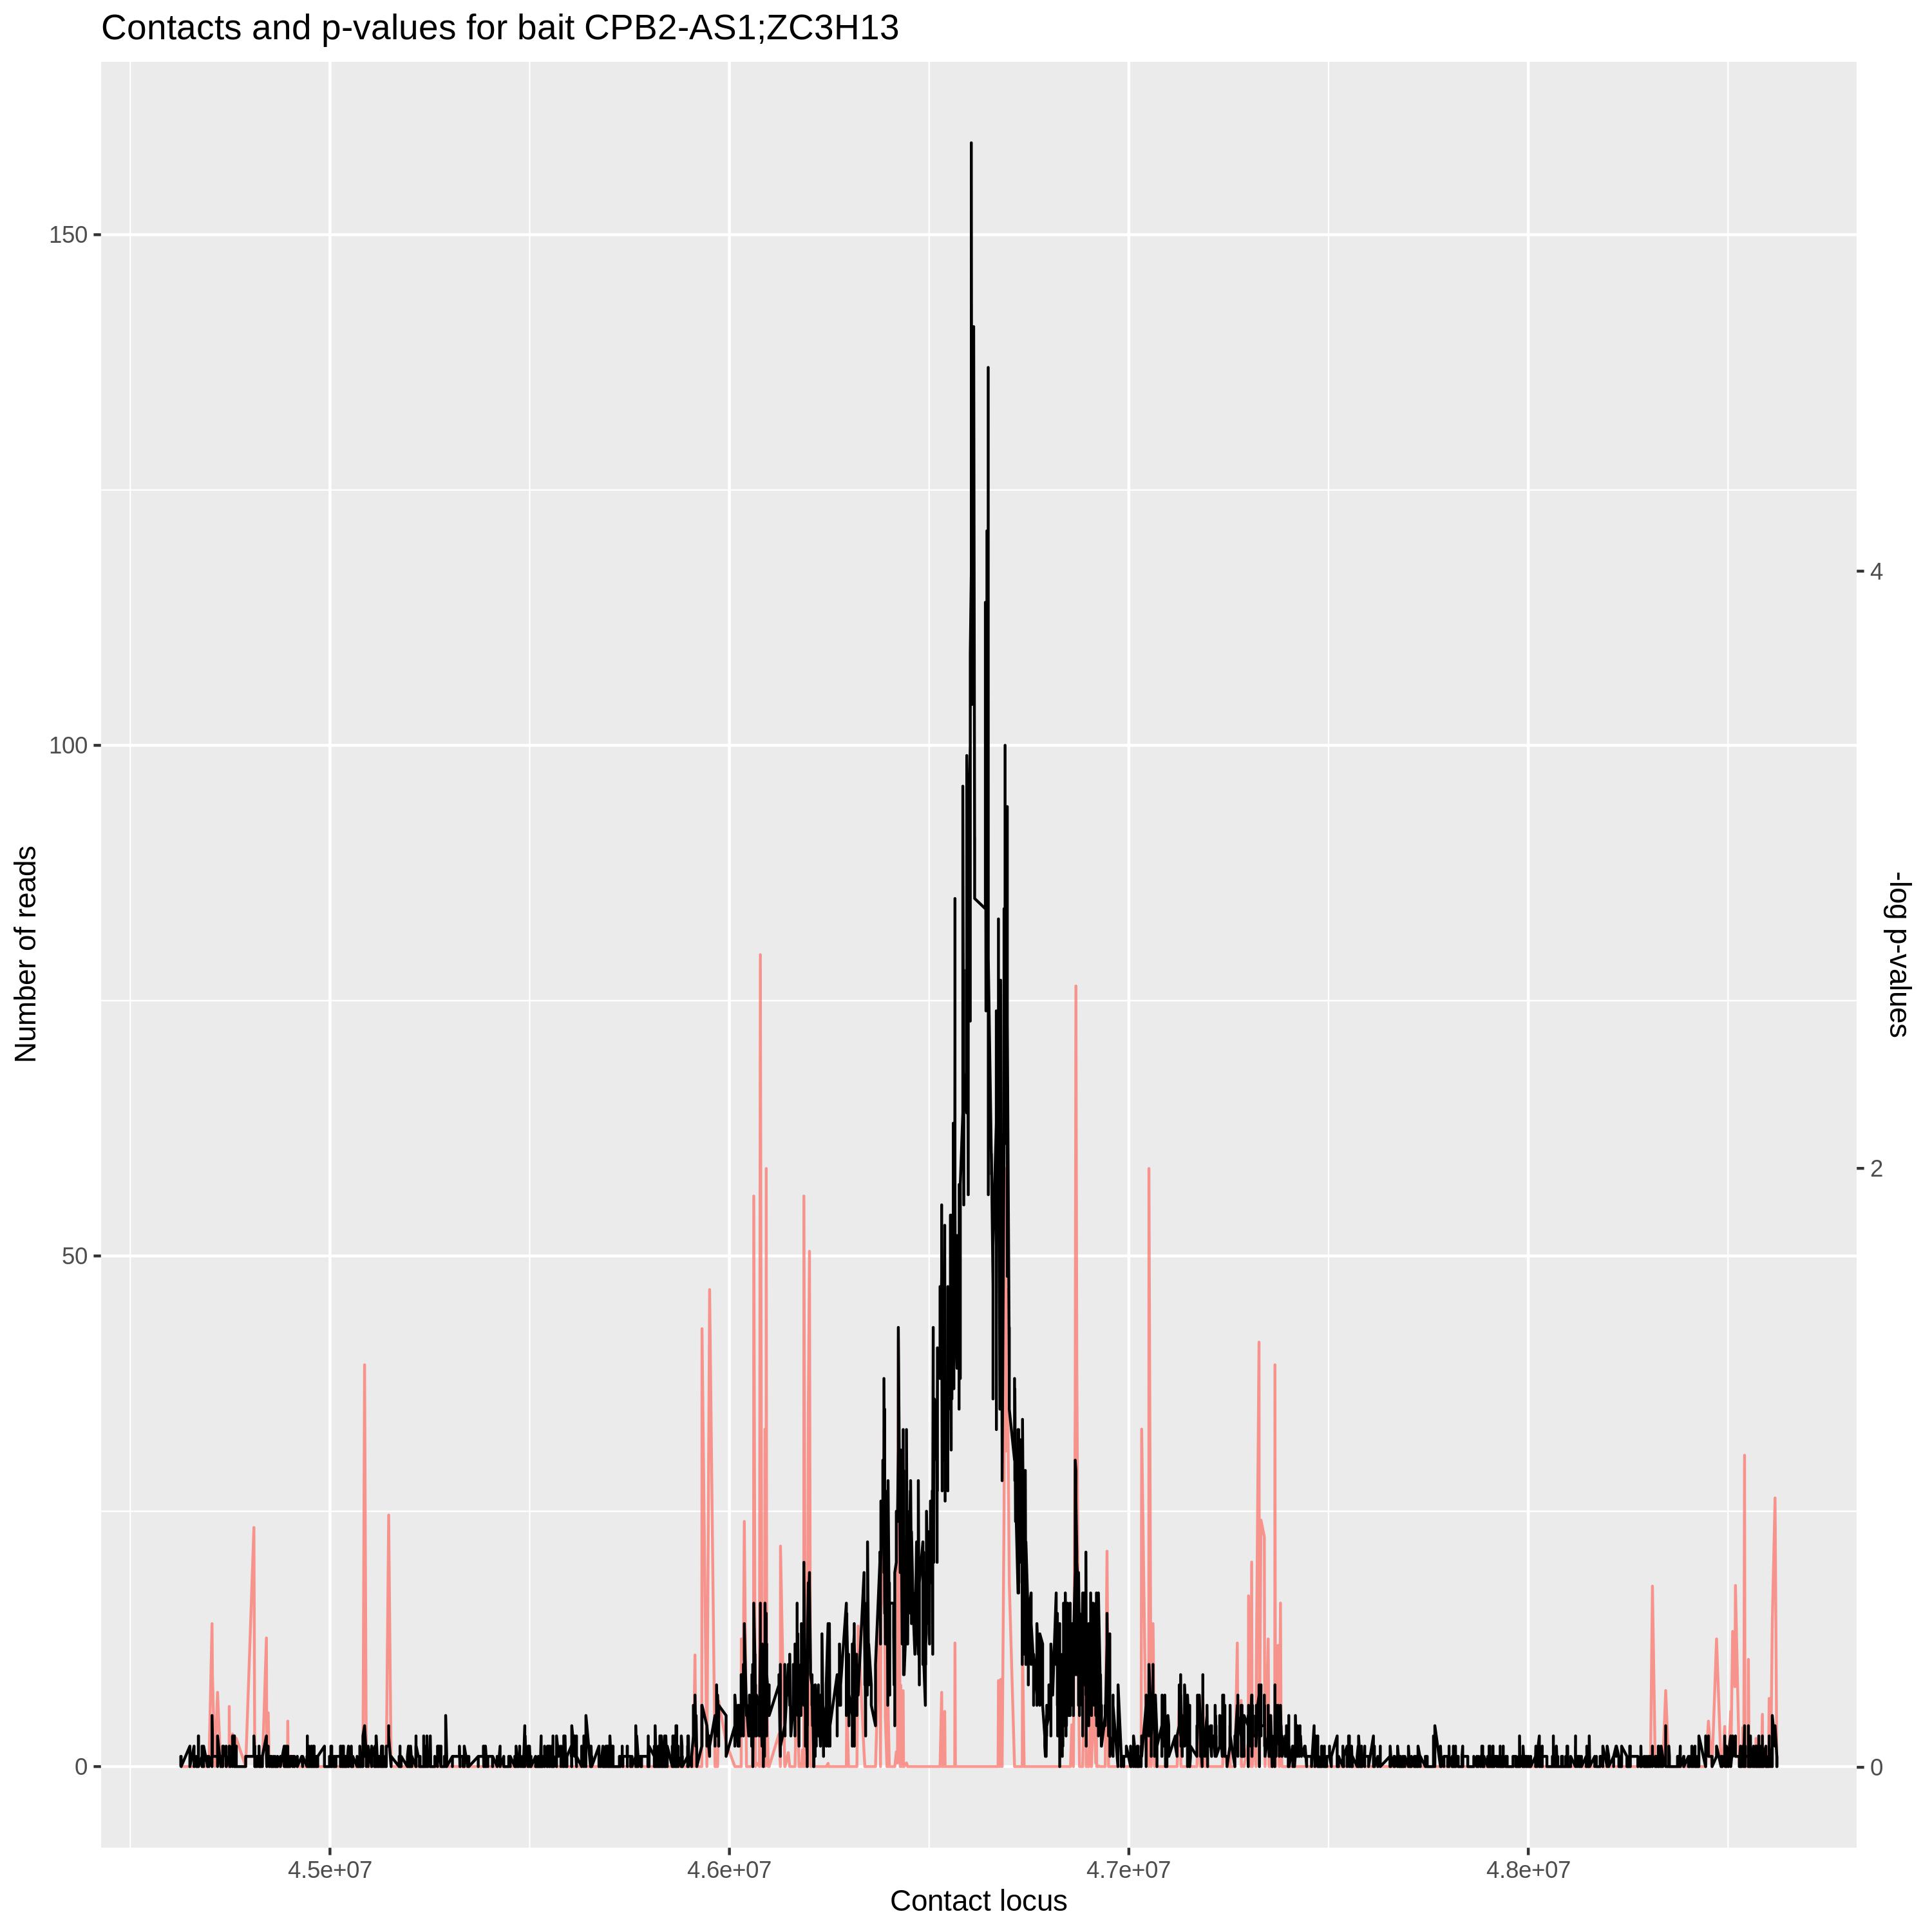 Contacts and p-values for bait CPB2-AS1;ZC3H13
150
100
50
0
Number of reads
4
2
0
-log p-values
4.5e+07
4.6e+07
4.7e+07
4.8e+07
Contact locus